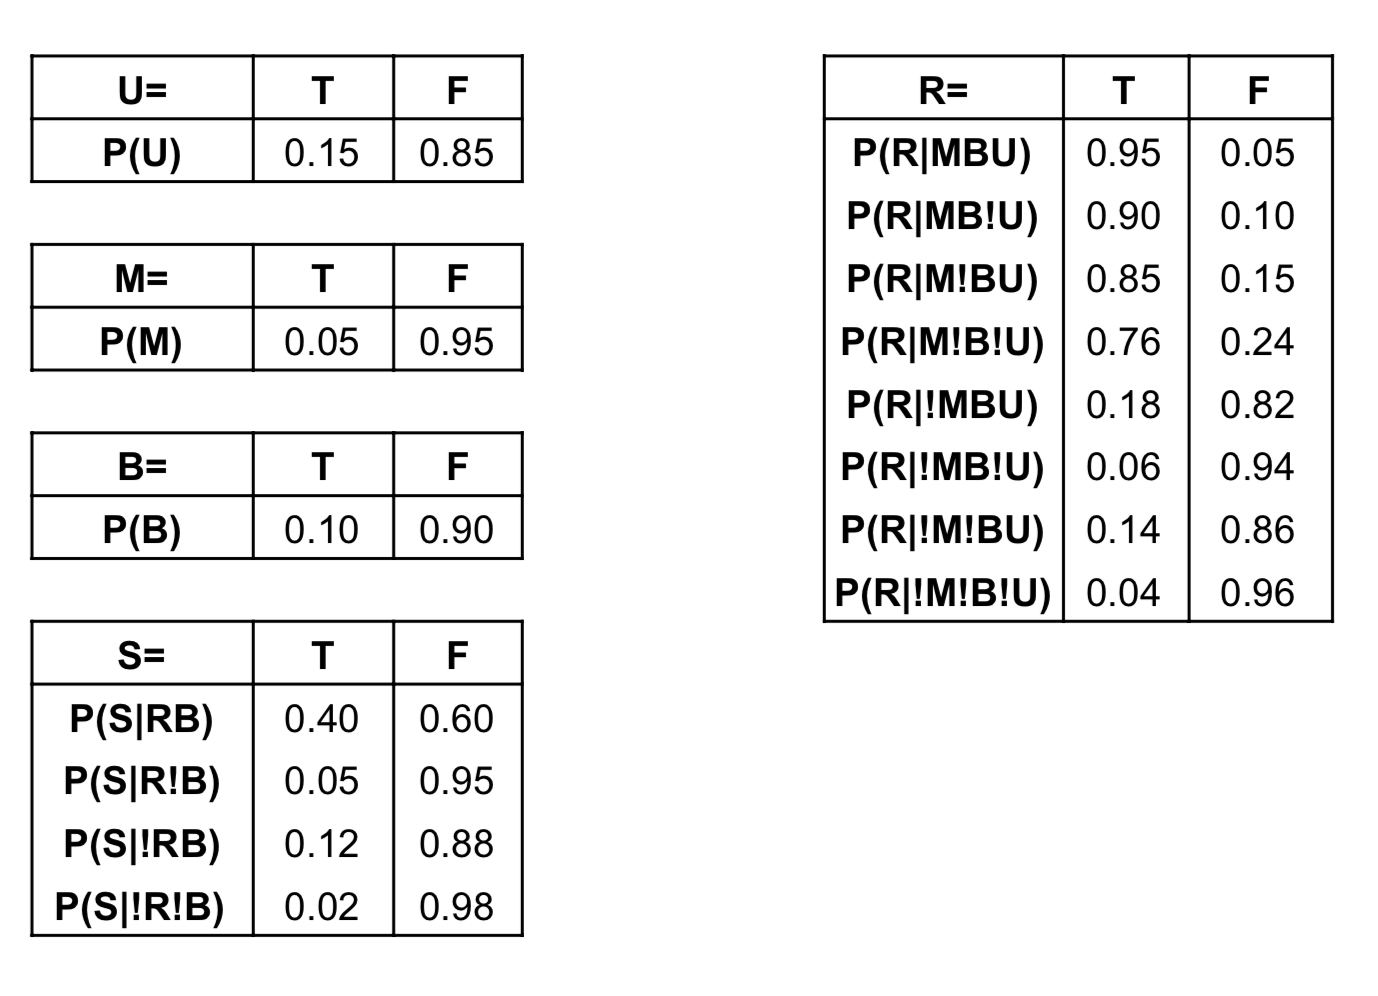 U= T F
P(U) 0.15 0.85
M= T F
P(M) 0.05 0.95
B= T F
P(B) 0.10 0.90
S= T F
P(S|RB) 0.40 0.60
P(S|R!B) 0.05 0.95
P(S|!RB) 0.12 0.88
P(S|!R!B) 0.02 0.98
R= T F
P(R|MBU) 0.95 0.05
P(R|MB!U) 0.90 0.10
P(R|M!BU) 0.85 0.15
P(R|M!B!U) 0.76 0.24
P(R|!MBU) 0.18 0.82
P(R|!MB!U) 0.06 0.94
P(R|!M!BU) 0.14 0.86
P(R|!M!B!U) 0.04 0.96